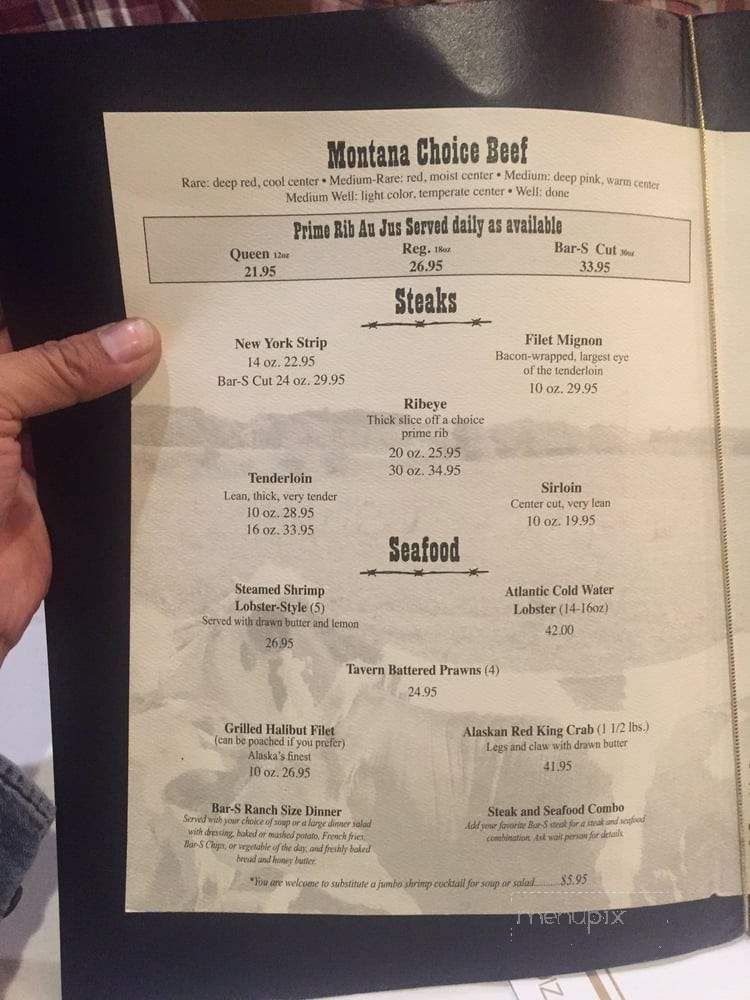 Montana Choice Beef
Rare: deep red, cool center • Medium-Rare: red, moist center • Medium: deep pink, warm center
Medium Well: light color, temperate center • Well: done
Prime Rib Au Jus Served daily as available
Queen 12oz
21.95
Reg. 18oz
26.95
Bar-S Cut 30oz
33.95
Steaks
New York Strip
14 oz. 22.95
Bar-S Cut 24 oz. 29.95
Filet Mignon
Bacon-wrapped, largest eye
of the tenderloin
10 oz. 29.95
Ribeye
Thick slice off a choice
prime rib
20 oz. 25.95
30 oz. 34.95
Tenderloin
Lean, thick, very tender
10 oz. 28.95
16 oz. 33.95
Sirloin
Center cut, very lean
10 oz. 19.95
Seafood
Steamed Shrimp
Lobster-Style (5)
Served with drawn butter and lemon
26.95
Atlantic Cold Water
Lobster (14-16oz)
42.00
Tavern Battered Prawns (4)
24.95
Grilled Halibut Filet
(can be poached if you prefer)
Alaska's finest
10 oz. 26.95
Alaskan Red King Crab (1 1/2 lbs.)
Legs and claw with drawn butter
41.95
Bar-S Ranch Size Dinner
Served with your choice of soup or a large dinner salad
with dressing, baked or mashed potato, French fries,
Bar-S Chips, or vegetable of the day, and freshly baked
bread and honey butter.
Steak and Seafood Combo
Add your favorite Bar-S steak for a steak and seafood
combination. Ask wait person for details.
*You are welcome to substitute a jumbo shrimp cocktail for soup or salad..........$5.95
menupix